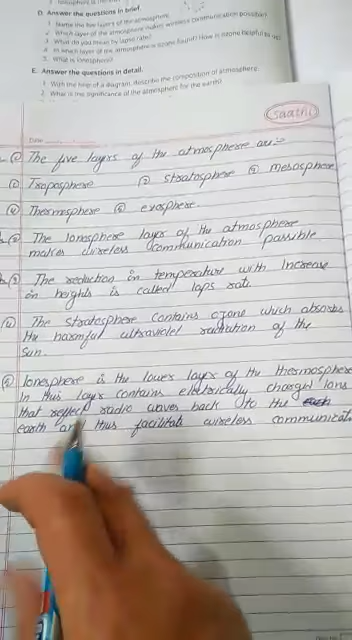 D. Answer the questions in brief.
1. Name the five layers of the atmosphere.
2. Which layer of the atmosphere makes wireless communication possible?
3. What do you mean by lapse rate?
4. In which layer of the atmosphere is ozone found? How is ozone helpful to us?
5. What is Ionosphere?
E. Answer the questions in detail.
1. With the help of a diagram, describe the composition of atmosphere.
2. What is the significance of the atmosphere for the earth?
Saathi
Date
① The five layers of the atmosphere are:-
① Troposphere ② Stratosphere ③ mesosphere
④ Thermosphere ⑤ exosphere.
② The Ionosphere layer of the atmosphere
makes wireless communication passible
③ The reduction in temperature with Increase
in heights is called laps rate.
④ The stratosphere contains ozone which absorbs
the harmful ultraviolet radiation of the
sun.
⑤ Ionosphere is the lower layer of the thermosphere
In this layer contains electrically charged Ions
that reflect radio waves back to the
earth and thus facilitate wireless communicati